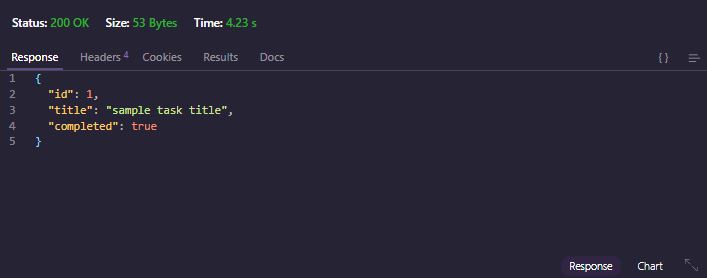 Status: 200 OK Size: 53 Bytes Time: 4.23 s
Response Headers 4 Cookies Results Docs { }
1 {
2 "id": 1,
3 "title": "sample task title",
4 "completed": true
5 }
Response Chart